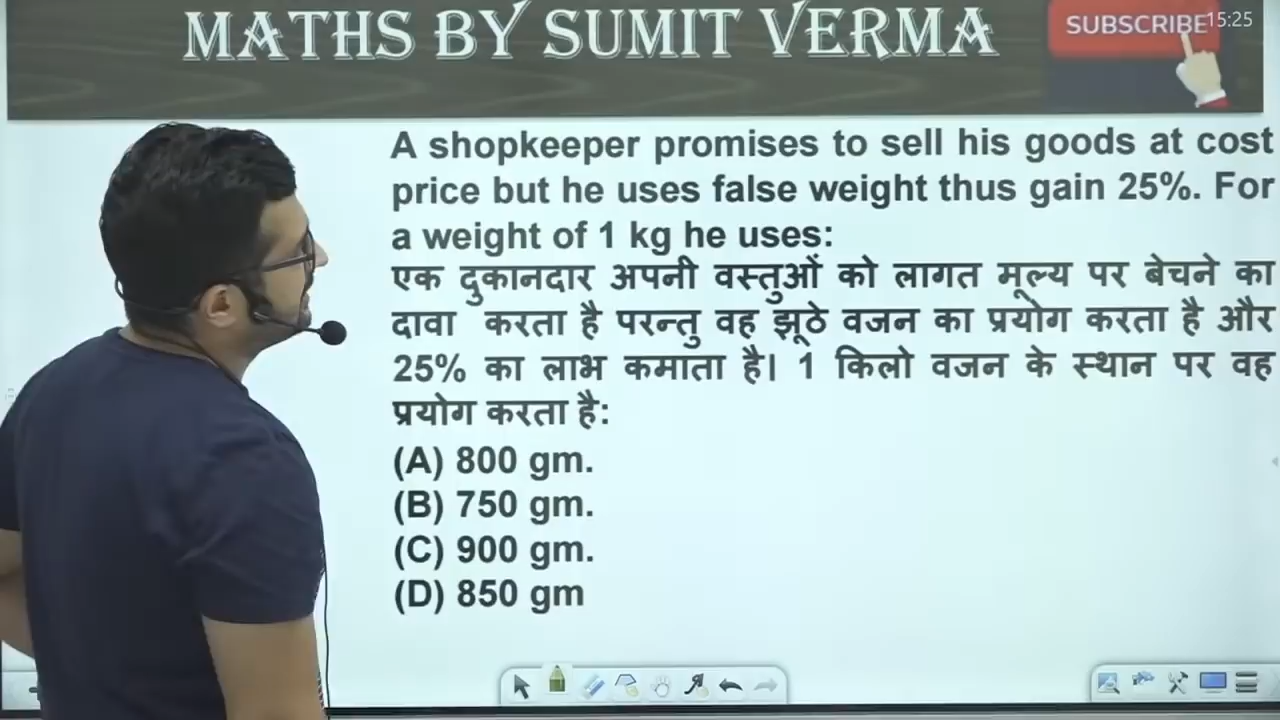 MATHS BY SUMIT VERMA
SUBSCRIBE
15:25
A shopkeeper promises to sell his goods at cost
price but he uses false weight thus gain 25%. For
a weight of 1 kg he uses:
एक दुकानदार अपनी वस्तुओं को लागत मूल्य पर बेचने का
दावा करता है परन्तु वह झूठे वजन का प्रयोग करता है और
25% का लाभ कमाता है। 1 किलो वजन के स्थान पर वह
प्रयोग करता है:
(A) 800 gm.
(B) 750 gm.
(C) 900 gm.
(D) 850 gm